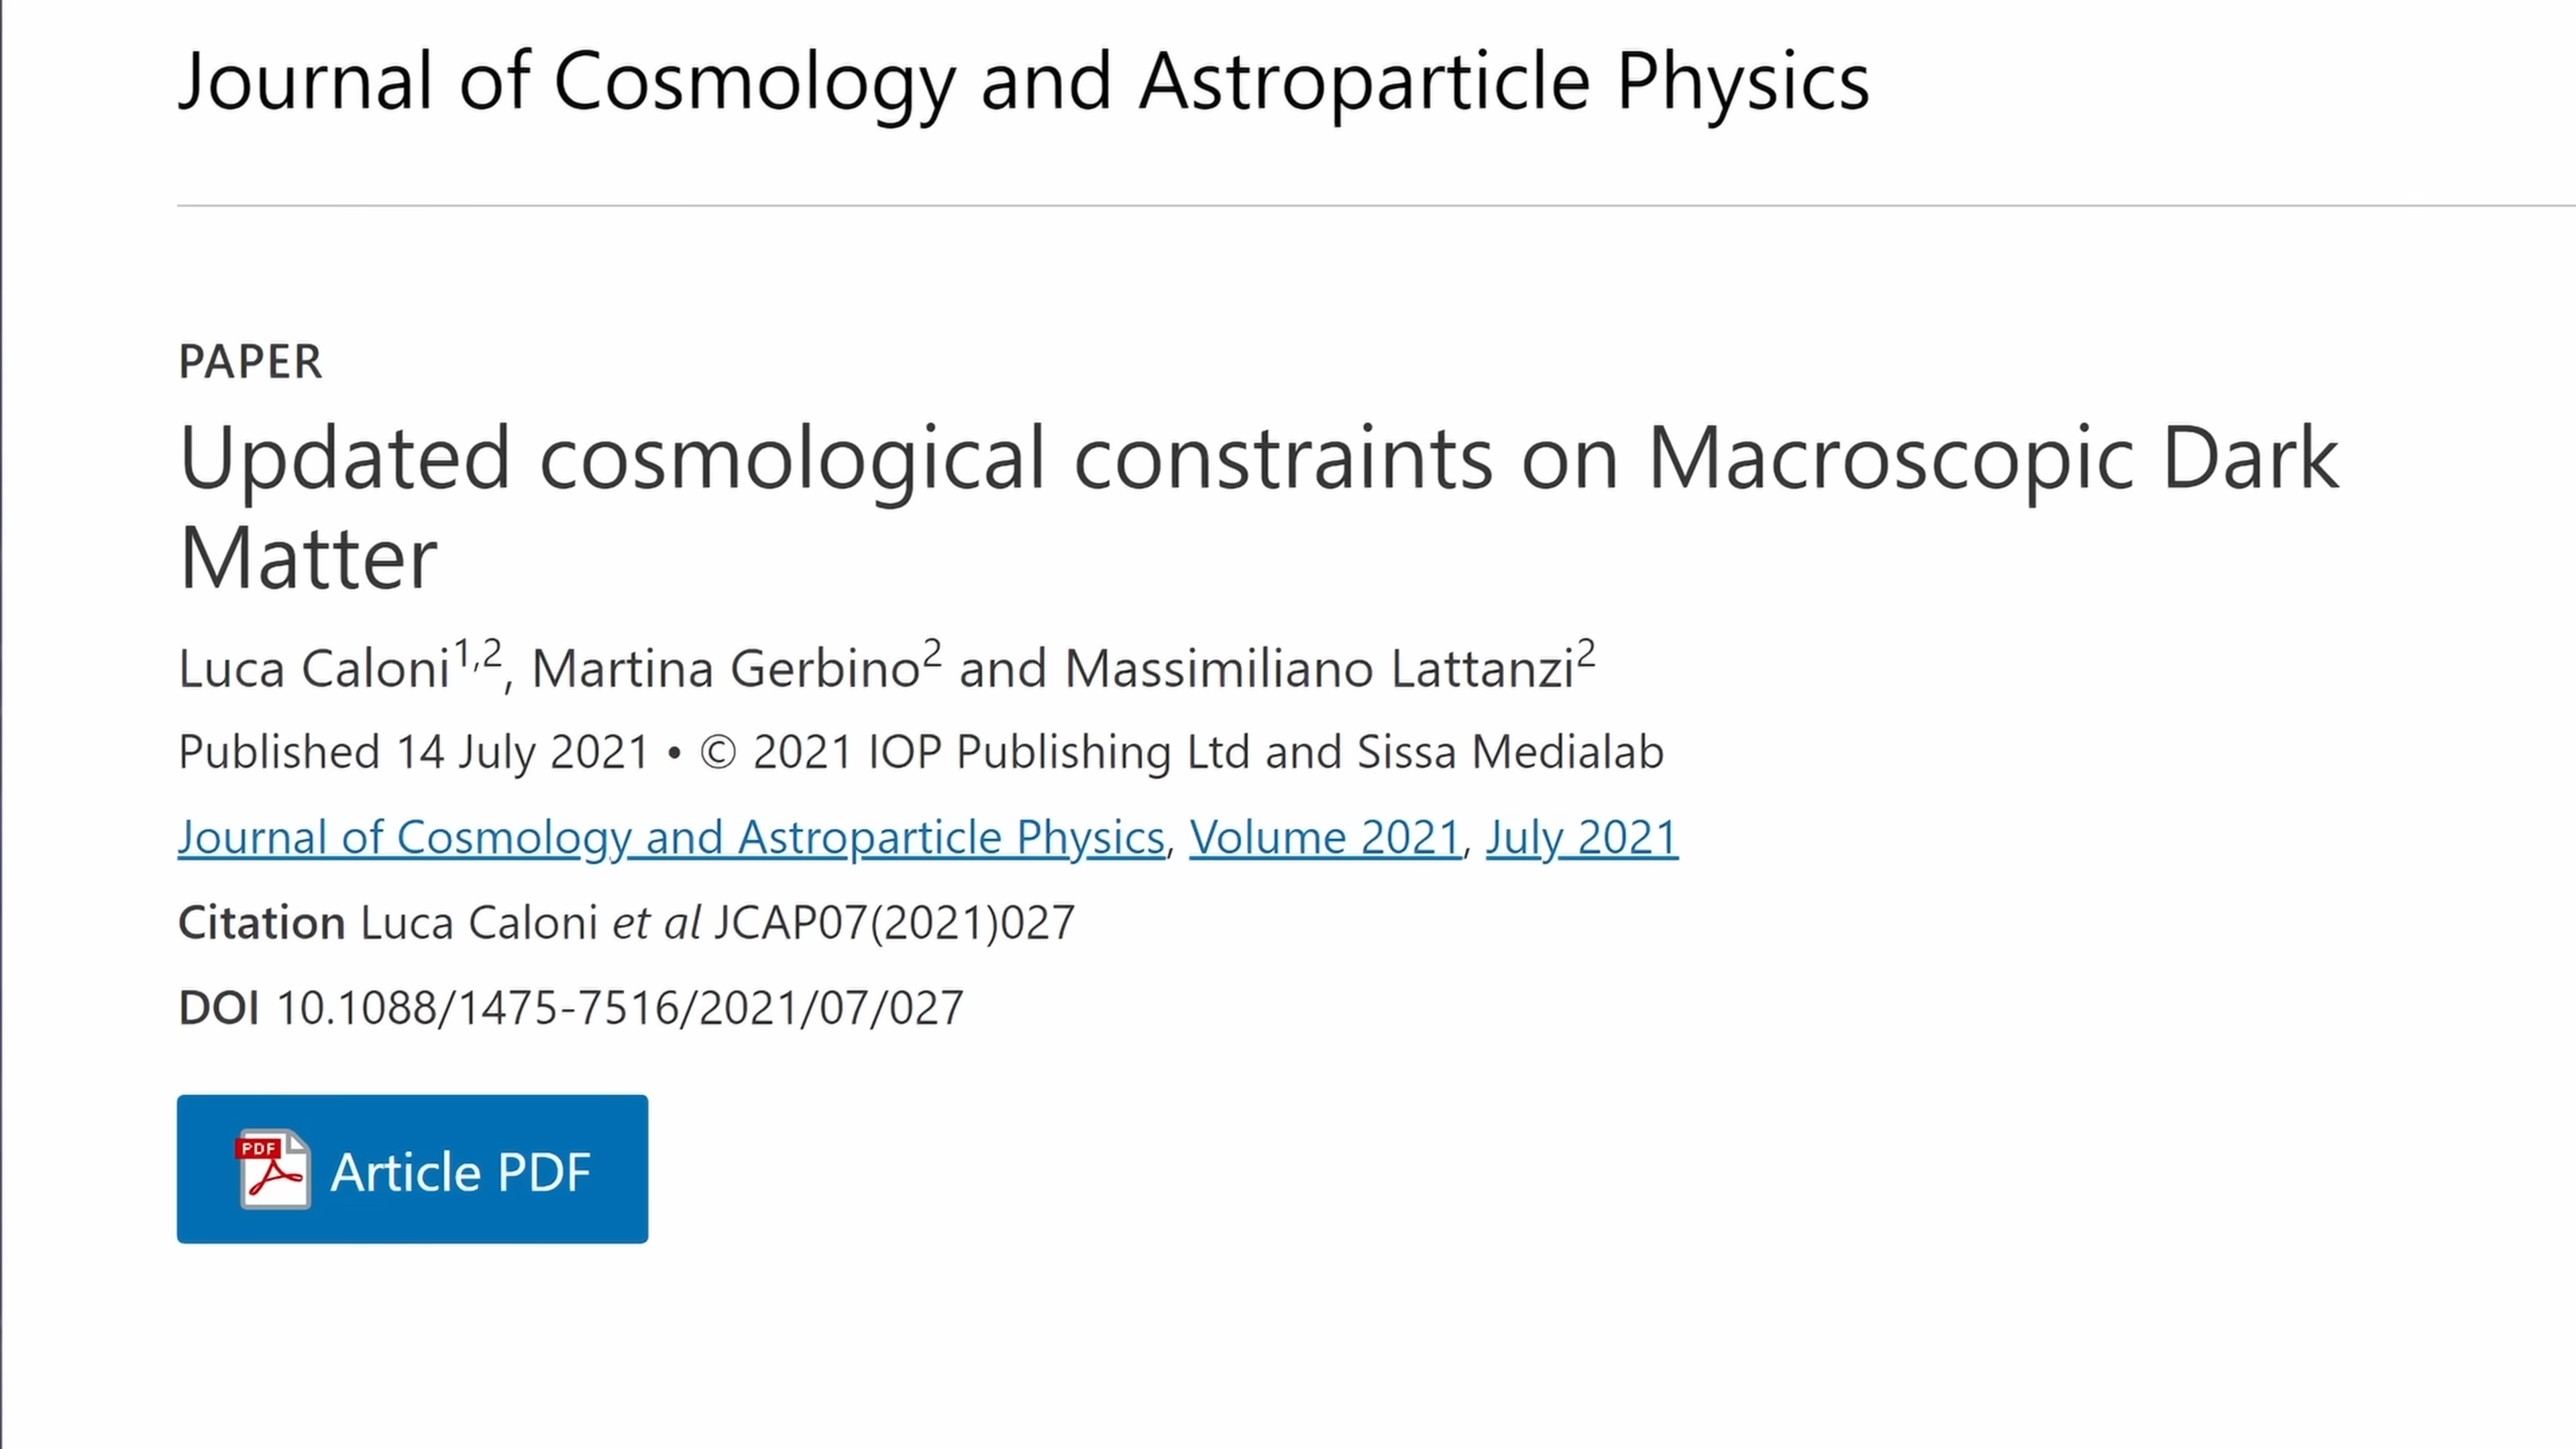 Journal of Cosmology and Astroparticle Physics
PAPER
Updated cosmological constraints on Macroscopic Dark
Matter
Luca Caloni1,2, Martina Gerbino2 and Massimiliano Lattanzi2
Published 14 July 2021 • © 2021 IOP Publishing Ltd and Sissa Medialab
Journal of Cosmology and Astroparticle Physics, Volume 2021, July 2021
Citation Luca Caloni et al JCAP07(2021)027
DOI 10.1088/1475-7516/2021/07/027
PDF Article PDF